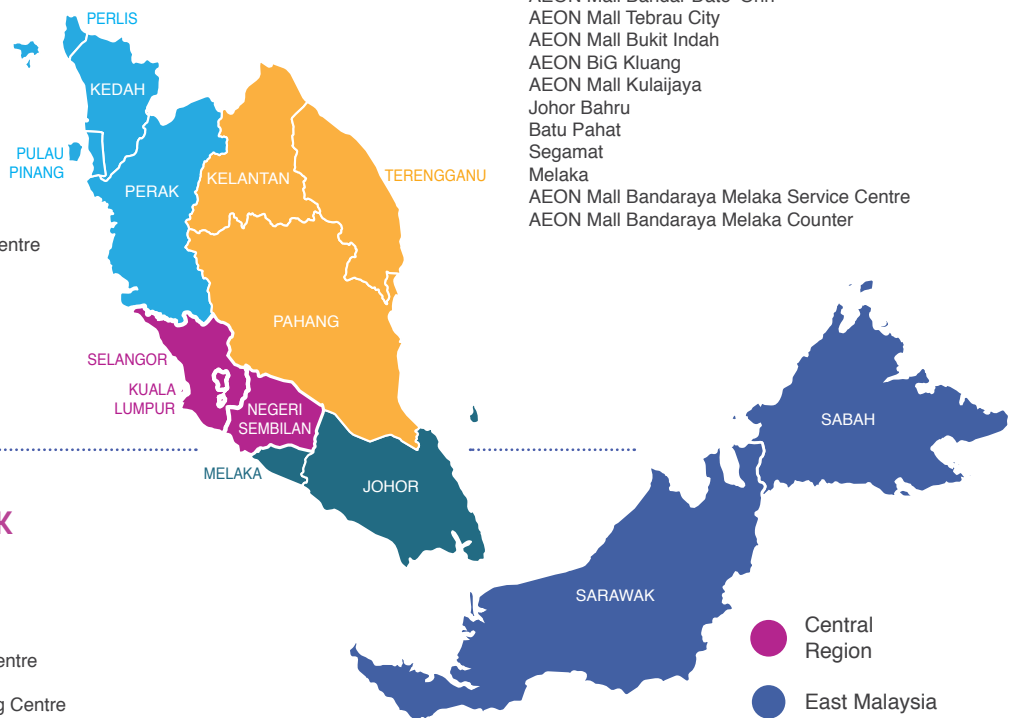 AEON Mall Tebrau City
AEON Mall Bukit Indah
AEON BiG Kluang
AEON Mall Kulaijaya
Johor Bahru
Batu Pahat
Segamat
Melaka
AEON Mall Bandaraya Melaka Service Centre
AEON Mall Bandaraya Melaka Counter
PERLIS
KEDAH
PULAU
PINANG
PERAK
KELANTAN
TERENGGANU
entre
PAHANG
SELANGOR
KUALA
LUMPUR
NEGERI
SEMBILAN
MELAKA
JOHOR
SABAH
SARAWAK
K
entre
g Centre
Central
Region
East Malaysia